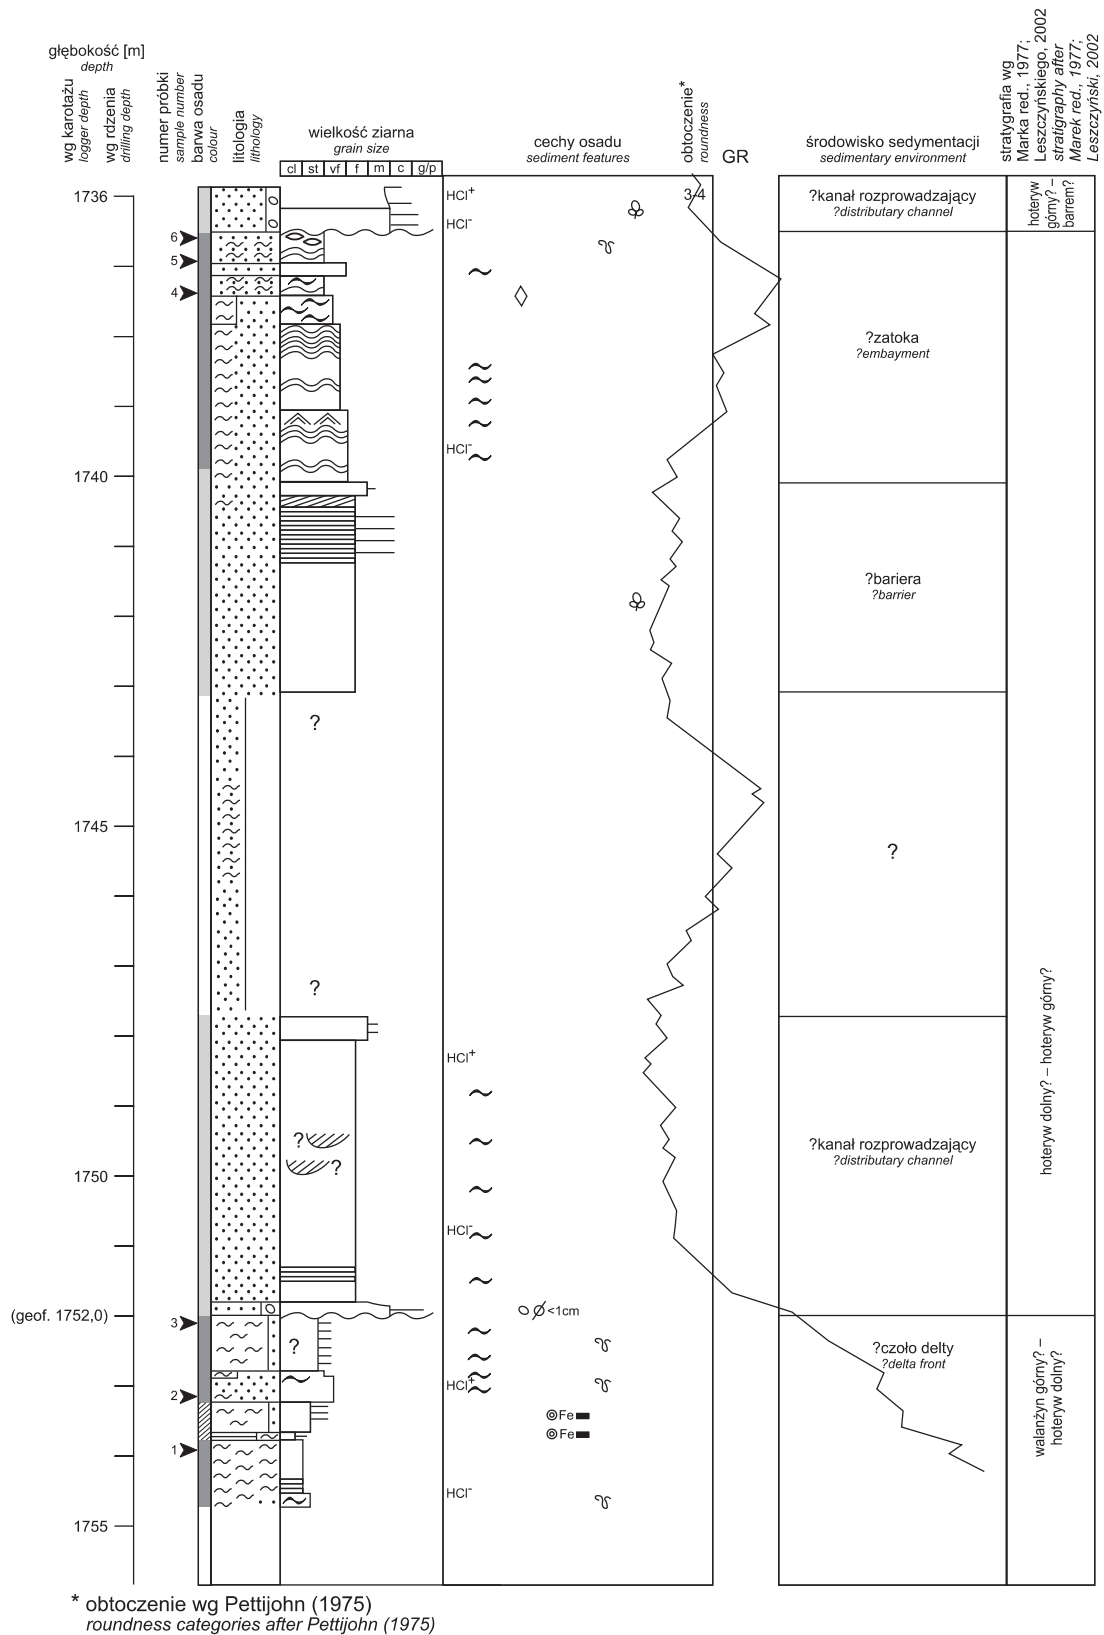 głębokość [m]
depth
wg karotażu
logger depth
wg rdzenia
drilling depth
numer próbki
sample number
barwa osadu
colour
litologia
lithology
wielkość ziarna
grain size
cl st vf f m c g/p
cechy osadu
sediment features
obtoczenie*
roundness
GR
środowisko sedymentacji
sedimentary environment
stratygrafia wg
Marka red., 1977;
Leszczyńskiego, 2002
stratigraphy after
Marek red., 1977;
Leszczyński, 2002
1736
HCl+
3-4
?kanał rozprowadzający
?distributary channel
hoteryw
górny? –
barrem?
HCl-
6
5
4
?zatoka
?embayment
HCl-
1740
?bariera
?barrier
?
1745
?
?
hoteryw dolny? – hoteryw górny?
HCl+
?
?
?kanał rozprowadzający
?distributary channel
1750
HCl-
(geof. 1752,0)
<1cm
3
?
?czoło delty
?delta front
walanżyn górny? –
hoteryw dolny?
HCl+
2
Fe
Fe
1
HCl-
1755
* obtoczenie wg Pettijohn (1975)
roundness categories after Pettijohn (1975)